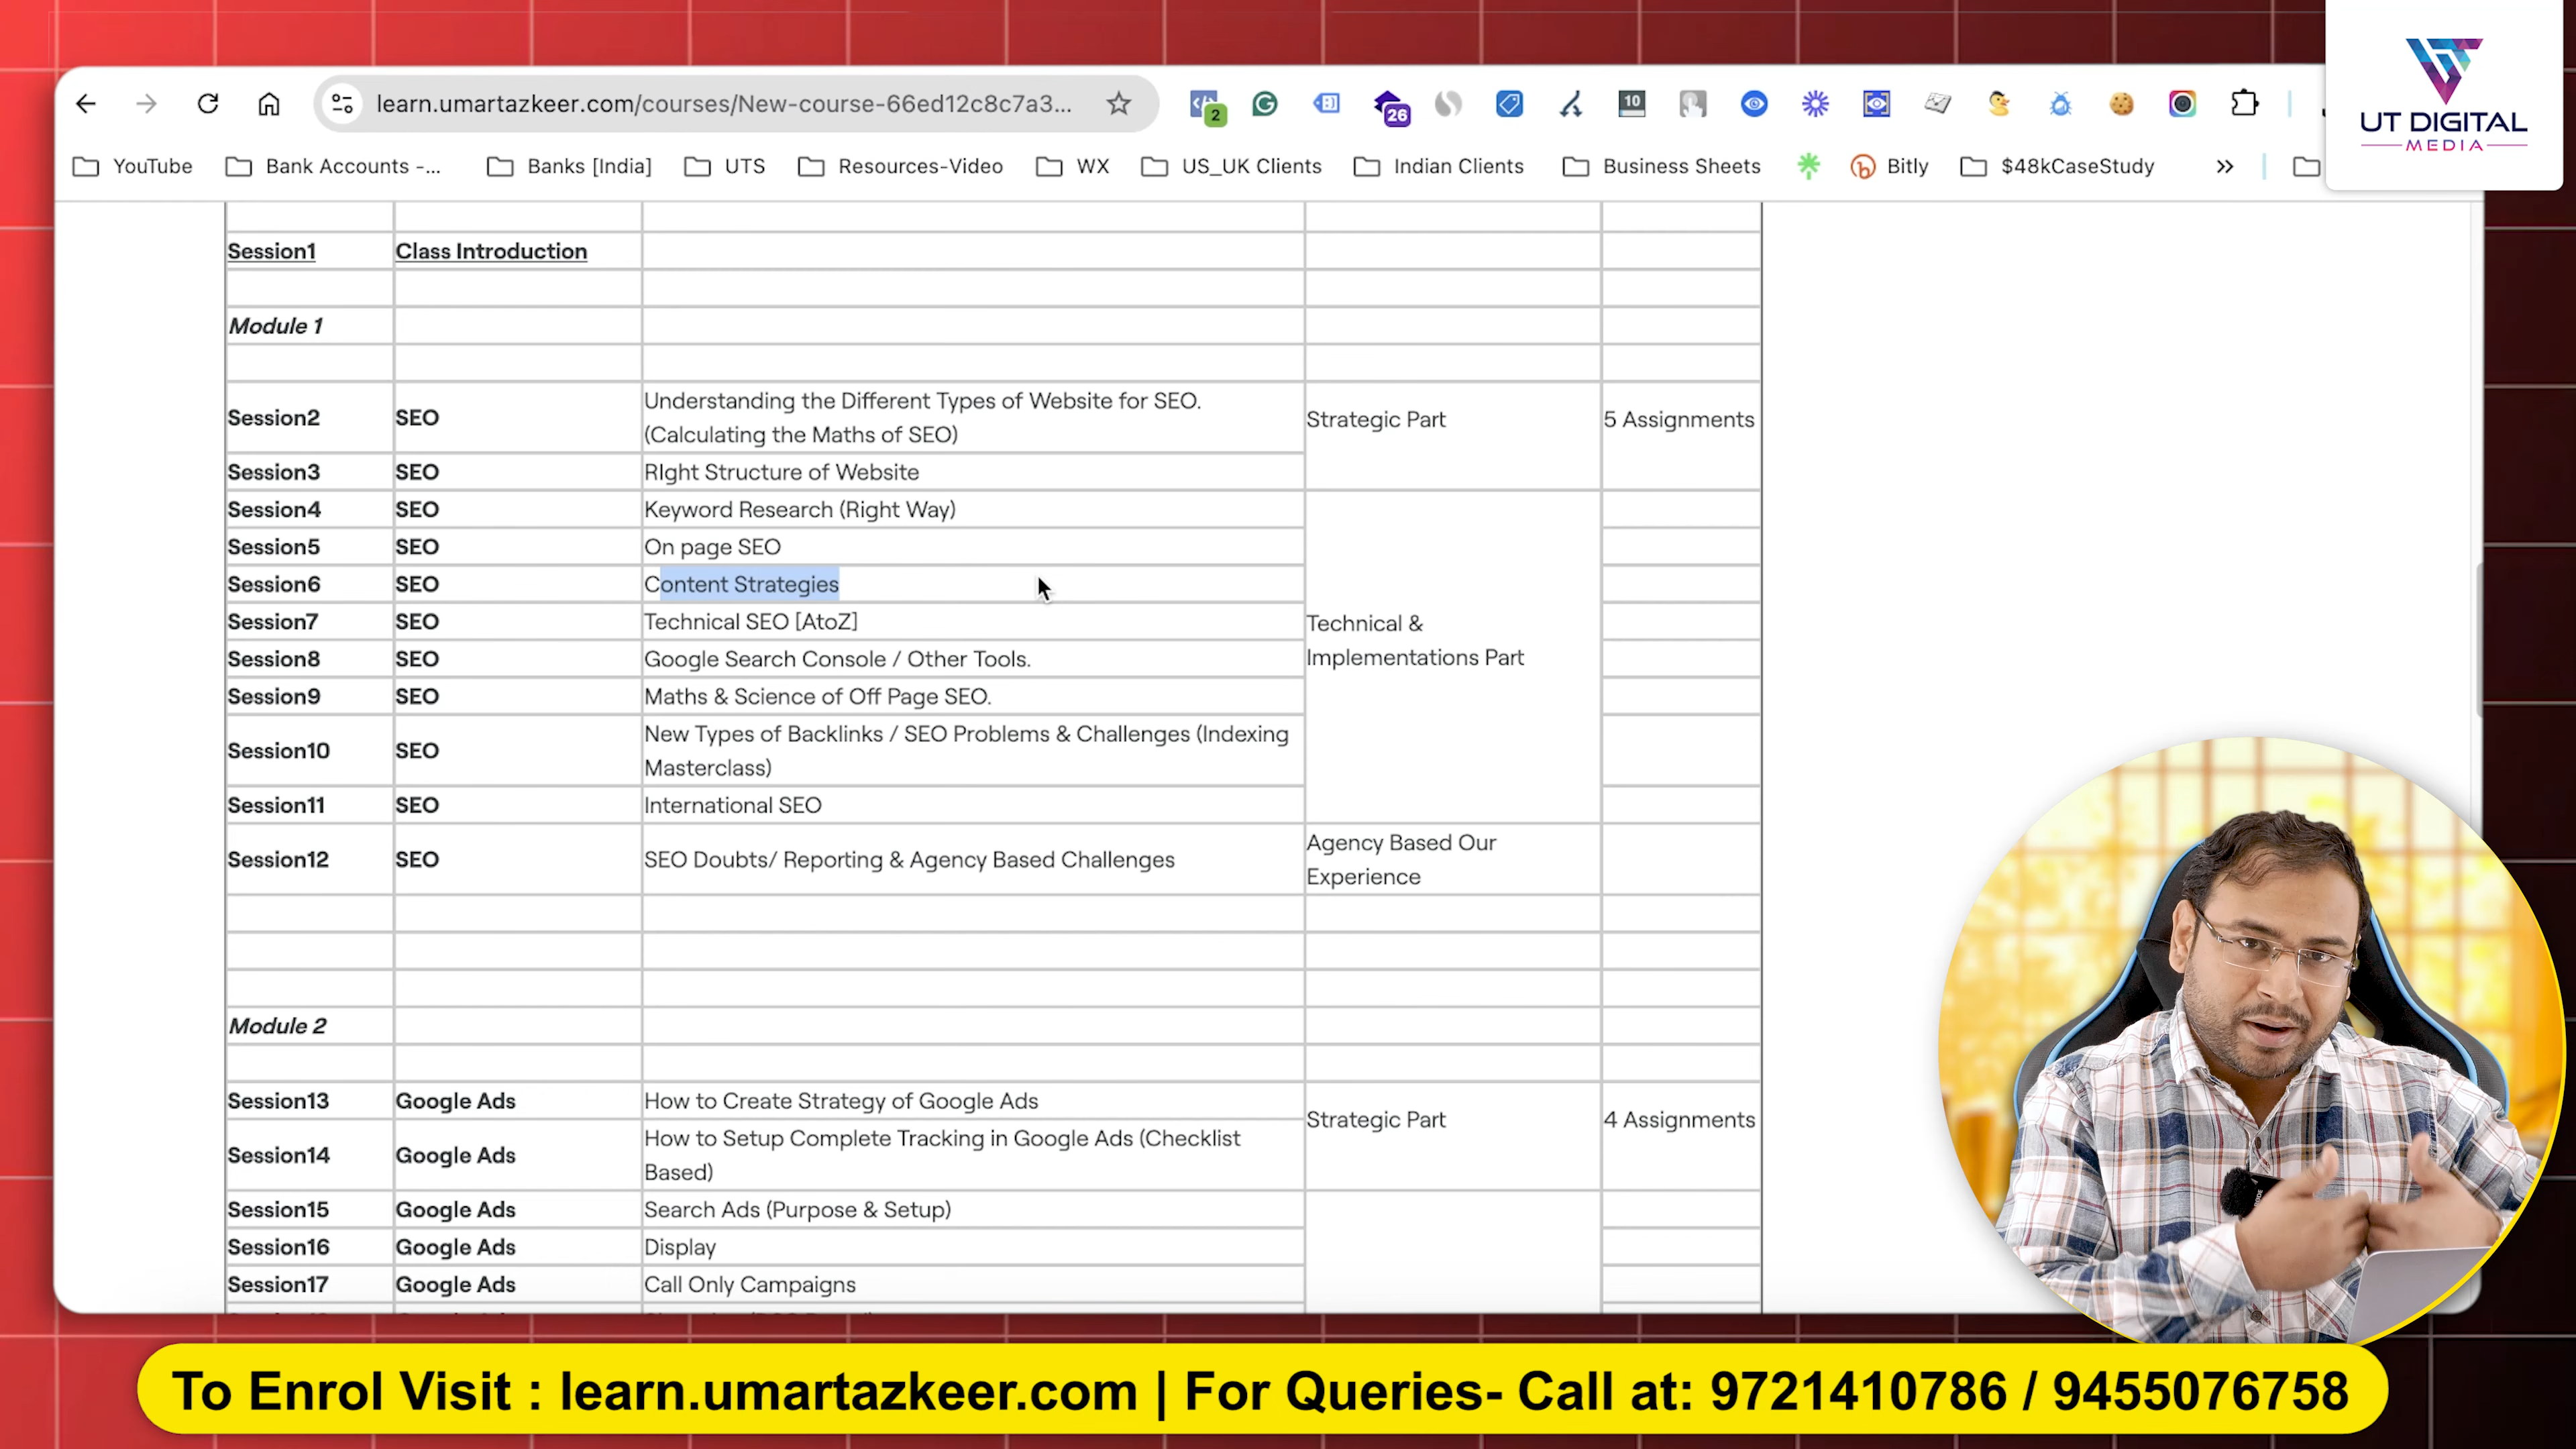 UT DIGITAL
MEDIA
learn.umartazkeer.com/courses/New-course-66ed12c8c7a3...
2
26
10
YouTube
Bank Accounts -...
Banks [India]
UTS
Resources-Video
WX
US_UK Clients
Indian Clients
Business Sheets
Bitly
$48kCaseStudy
Session1 Class Introduction
Module 1
Session2 SEO Understanding the Different Types of Website for SEO.
(Calculating the Maths of SEO) Strategic Part 5 Assignments
Session3 SEO RIght Structure of Website
Session4 SEO Keyword Research (Right Way)
Session5 SEO On page SEO
Session6 SEO Content Strategies
Session7 SEO Technical SEO [AtoZ]
Technical &
Implementations Part
Session8 SEO Google Search Console / Other Tools.
Session9 SEO Maths & Science of Off Page SEO.
Session10 SEO New Types of Backlinks / SEO Problems & Challenges (Indexing
Masterclass)
Session11 SEO International SEO
Session12 SEO SEO Doubts/ Reporting & Agency Based Challenges
Agency Based Our
Experience
Module 2
Session13 Google Ads How to Create Strategy of Google Ads
Strategic Part 4 Assignments
Session14 Google Ads How to Setup Complete Tracking in Google Ads (Checklist
Based)
Session15 Google Ads Search Ads (Purpose & Setup)
Session16 Google Ads Display
Session17 Google Ads Call Only Campaigns
To Enrol Visit : learn.umartazkeer.com | For Queries- Call at: 9721410786 / 9455076758